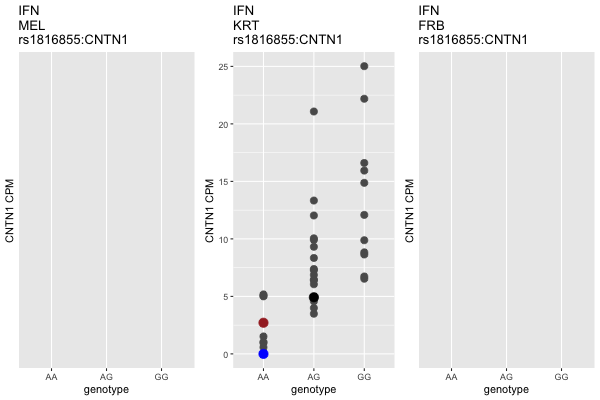 IFN
MEL
rs1816855:CNTN1
CNTN1 CPM
AA AG GG
genotype
IFN
KRT
rs1816855:CNTN1
CNTN1 CPM
25
20
15
10
5
0
AA AG GG
genotype
IFN
FRB
rs1816855:CNTN1
CNTN1 CPM
AA AG GG
genotype